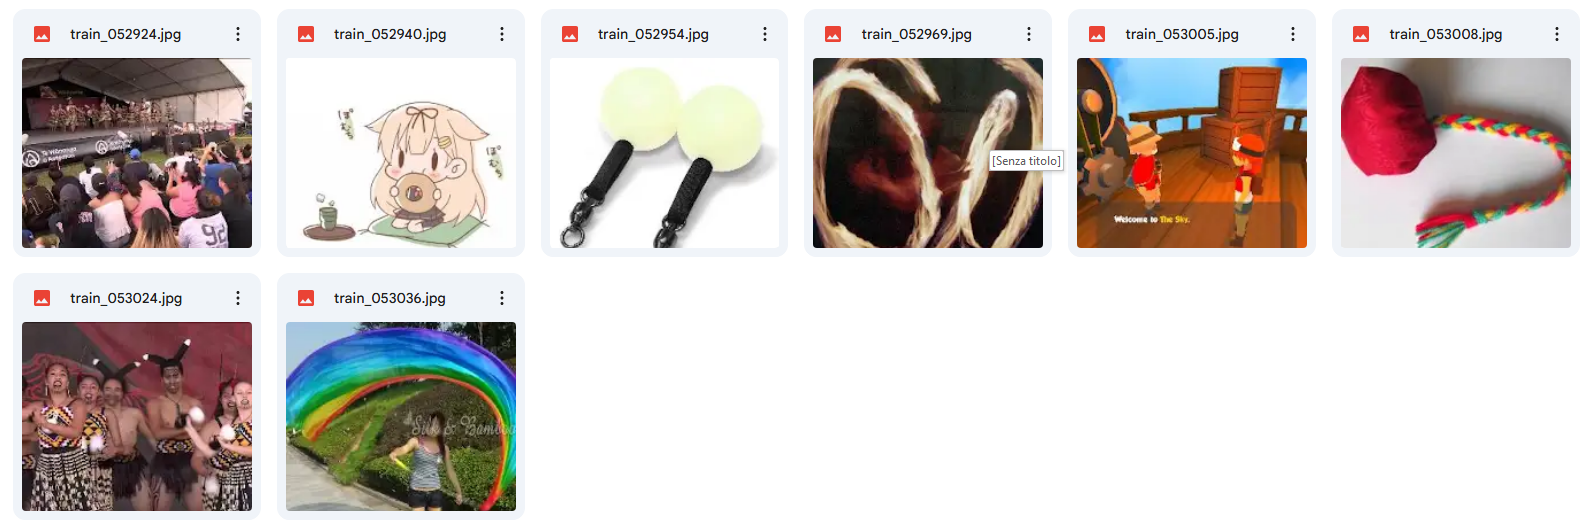 train_052924.jpg
train_052940.jpg
train_052954.jpg
train_052969.jpg
train_053005.jpg
train_053008.jpg
[Senza titolo]
Welcome to The Sky.
92
train_053024.jpg
train_053036.jpg
Silk & Bamboo